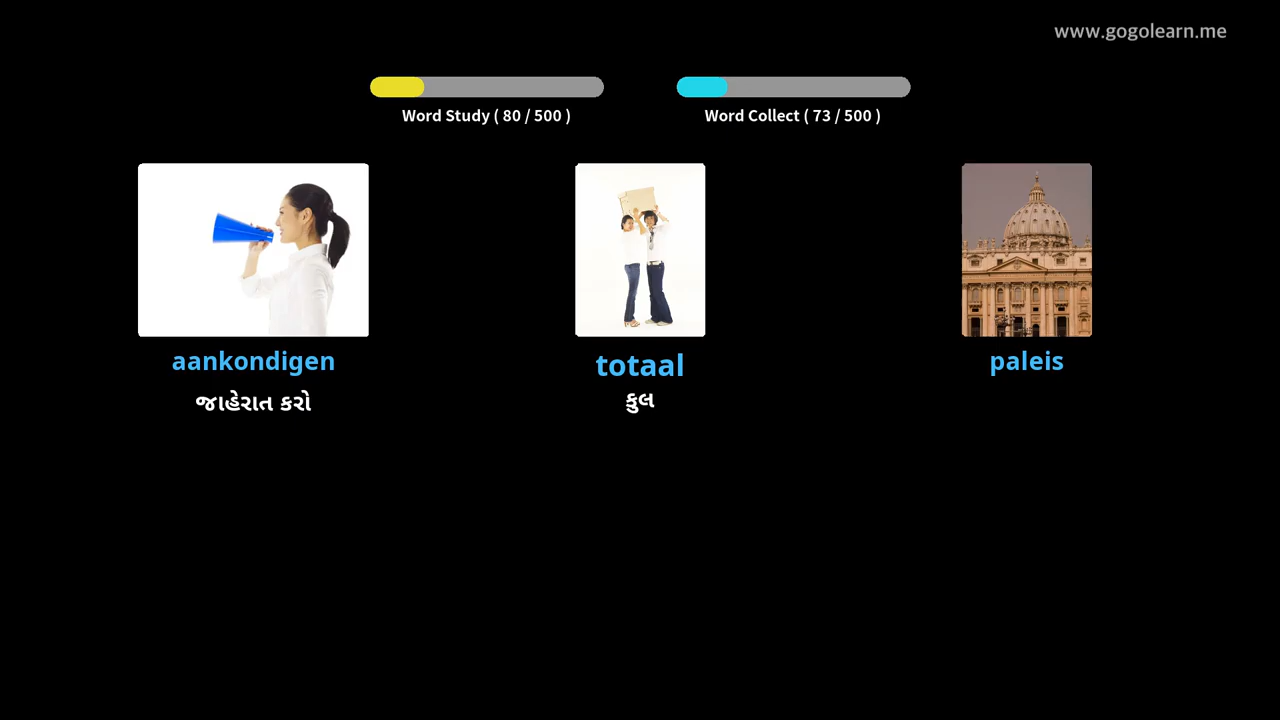 www.gogolearn.me
Word Study ( 80 / 500 )
Word Collect ( 73 / 500 )
aankondigen
જાહેરાત કરો
totaal
કુલ
paleis